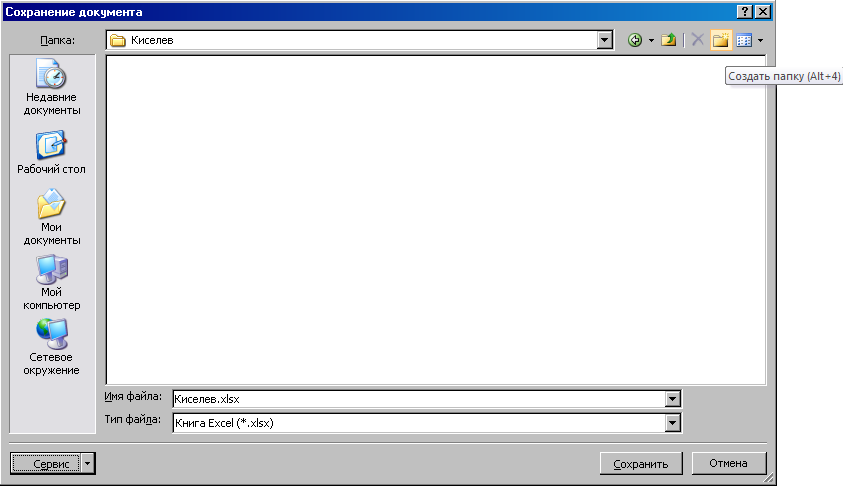 Сохранение документа
Папка:
Киселев
Создать папку (Alt+4)
Недавние
документы
Рабочий стол
Мои
документы
Мой
компьютер
Сетевое
окружение
Имя файла:
Киселев.xlsx
Тип файла:
Книга Excel (*.xlsx)
Сервис
Сохранить
Отмена